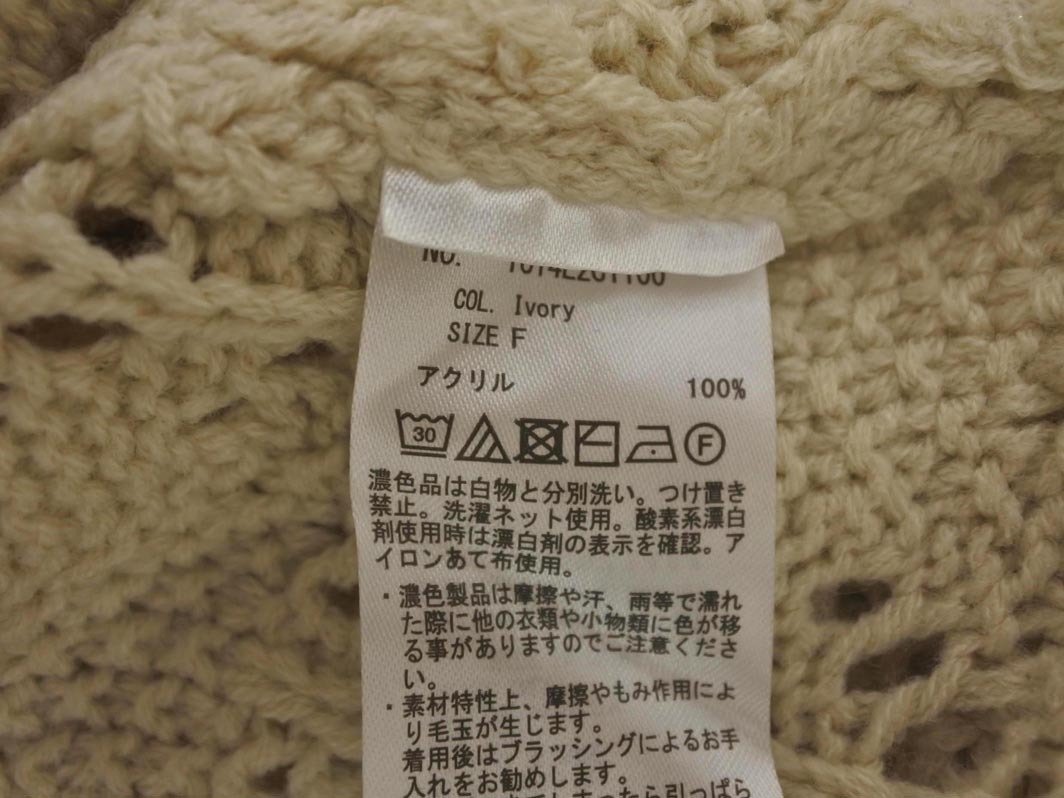 COL. Ivory
SIZE F
アクリル 100%
30 F
濃色品は白物と分別洗い。つけ置き
禁止。洗濯ネット使用。酸素系漂白
剤使用時は漂白剤の表示を確認。ア
イロンあて布使用。
・濃色製品は摩擦や汗、雨等で濡れ
た際に他の衣類や小物類に色が移
る事がありますのでご注意くださ
い。
・素材特性上、摩擦やもみ作用によ
り毛玉が生じます。
着用後はブラッシングによるお手
入れをお勧めします。